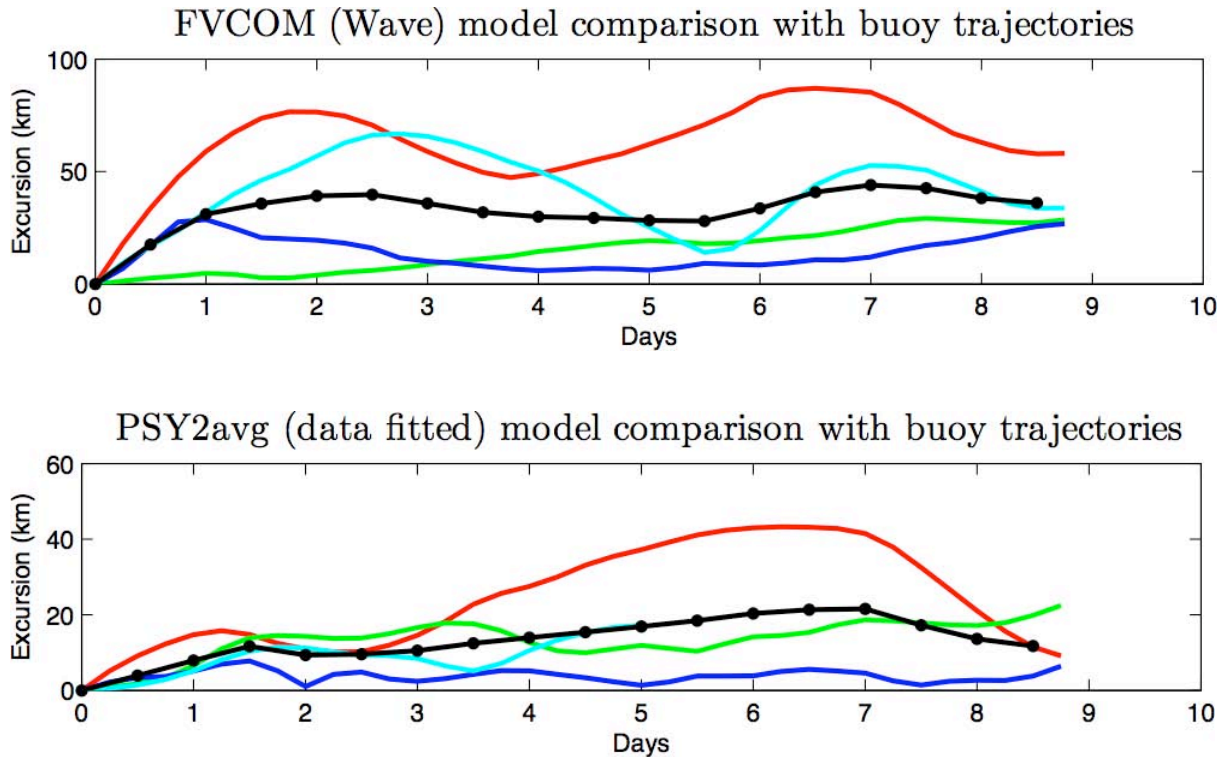 FVCOM (Wave) model comparison with buoy trajectories
100
50
0
Excursion (km)
0 1 2 3 4 5 6 7 8 9 10
Days
PSY2avg (data fitted) model comparison with buoy trajectories
60
40
20
0
Excursion (km)
0 1 2 3 4 5 6 7 8 9 10
Days